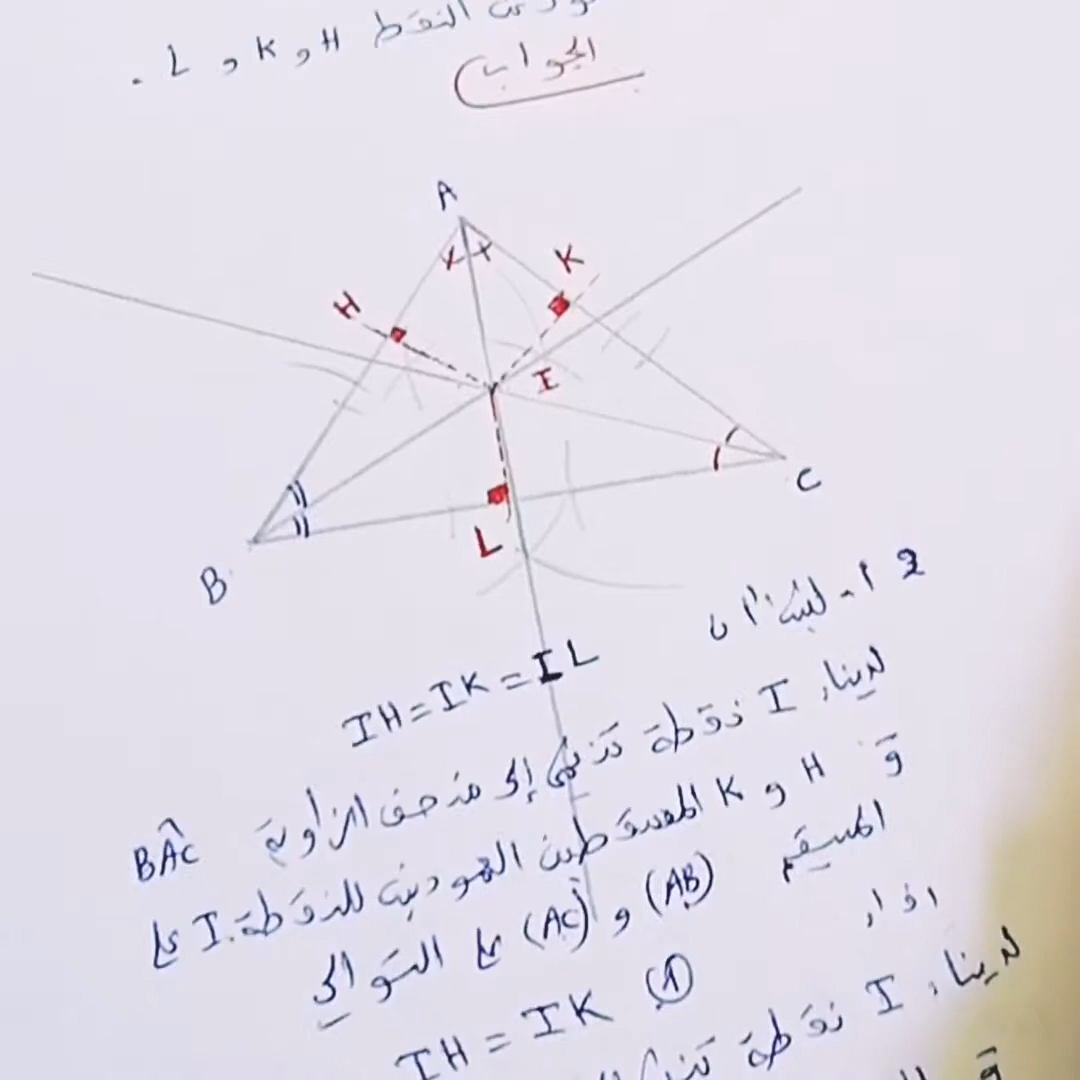 النقط H و K و L .
الجواب
A
K
H
I
C
L
B
2 ا - لنبين أن
IH = IK = IL
لدينا، I نقطة تنتمي إلى منصف الزاوية BÂC
و H و K المسقطين العموديين للنقطة I على
المستقيم (AB) و (AC) على التوالي
إذن
IH = IK ①
لدينا، I نقطة